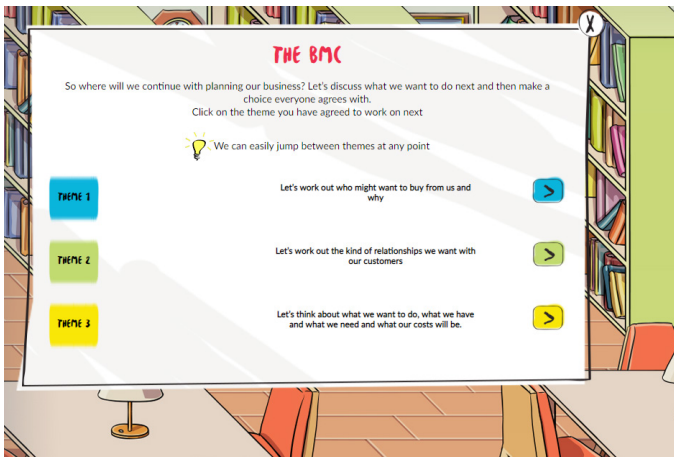 X
THE BMC
So where will we continue with planning our business? Let's discuss what we want to do next and then make a
choice everyone agrees with.
Click on the theme you have agreed to work on next
We can easily jump between themes at any point
THEME 1
Let's work out who might want to buy from us and
why
>
THEME 2
Let's work out the kind of relationships we want with
our customers
>
THEME 3
Let's think about what we want to do, what we have
and what we need and what our costs will be.
>